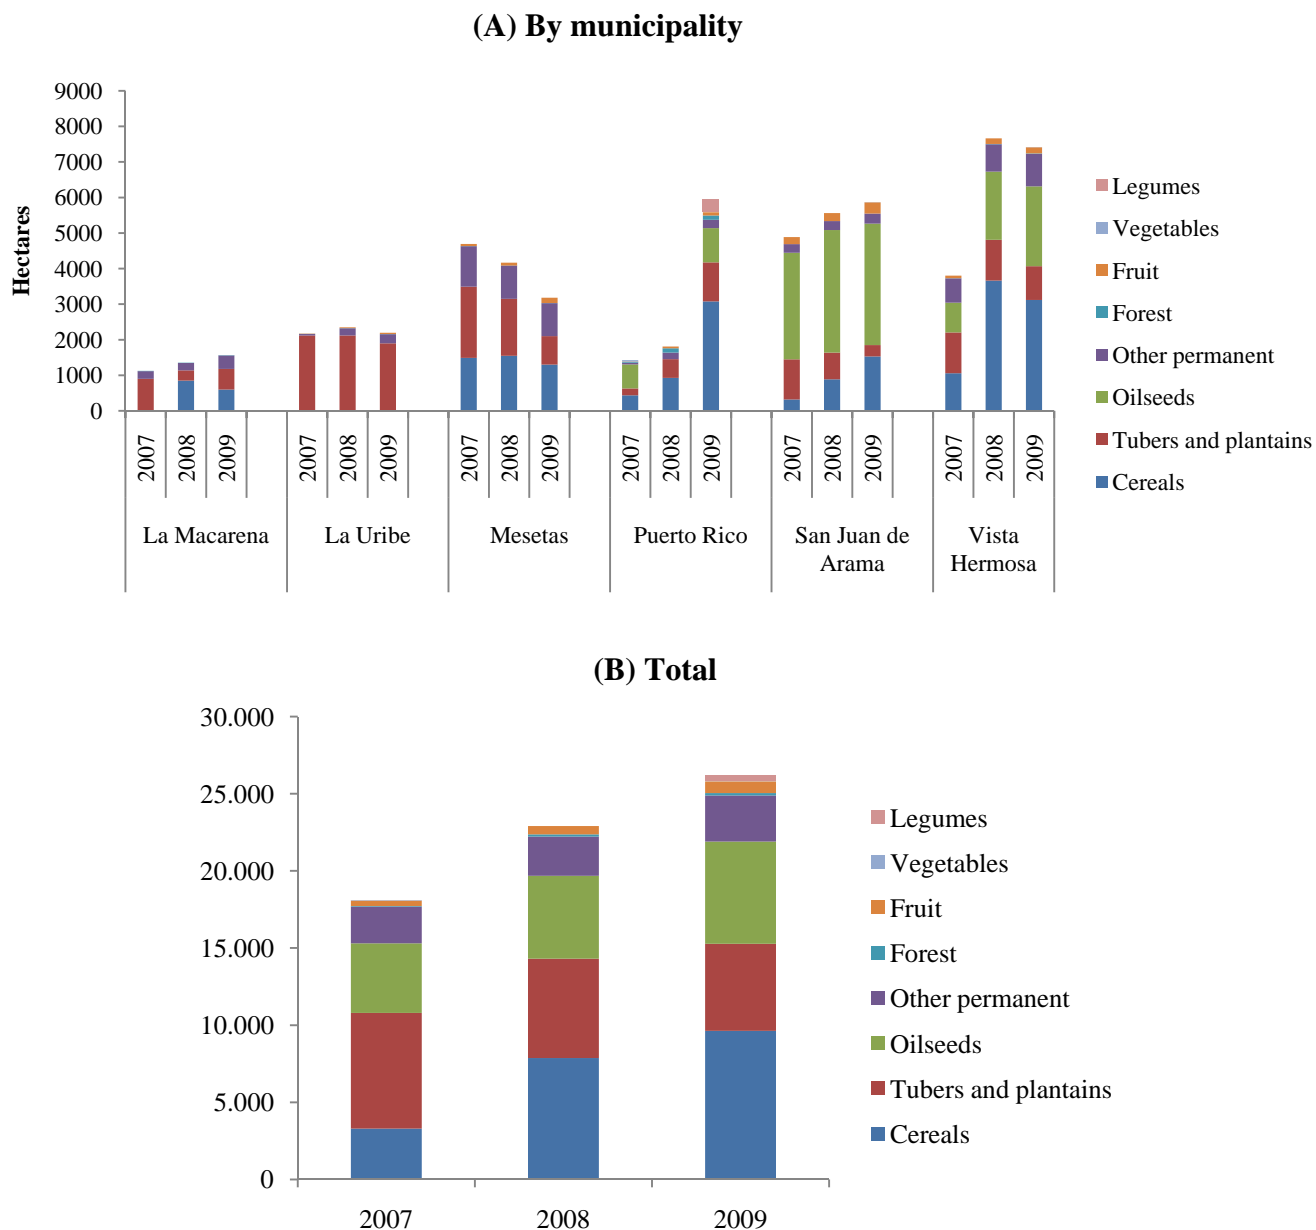 (A) By municipality
9000
8000
7000
6000
5000
4000
3000
2000
1000
0
Hectares
2007
2008
2009
2007
2008
2009
2007
2008
2009
2007
2008
2009
2007
2008
2009
2007
2008
2009
La Macarena
La Uribe
Mesetas
Puerto Rico
San Juan de
Arama
Vista
Hermosa
Legumes
Vegetables
Fruit
Forest
Other permanent
Oilseeds
Tubers and plantains
Cereals
(B) Total
30.000
25.000
20.000
15.000
10.000
5.000
0
2007
2008
2009
Legumes
Vegetables
Fruit
Forest
Other permanent
Oilseeds
Tubers and plantains
Cereals